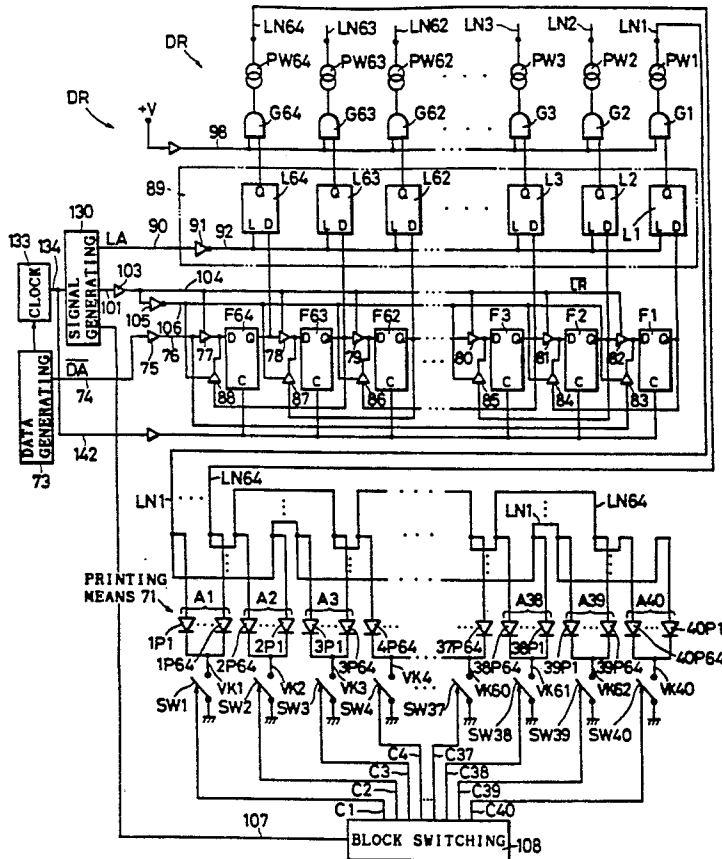 LN64 LN63 LN62 LN3 LN2 LN1
DR
PW64 PW63 PW62 PW3 PW2 PW1
DR
+V
G64 G63 G62 G3 G2 G1
98
89
L64 L63 L62 L3 L2 L1
Q Q Q Q Q Q
L D L D L D L D L D L D
130
LA
90
91
92
133
134
CLOCK
SIGNAL GENERATING
101
103
104
LR
105
106
F64 F63 F62 F3 F2 F1
DA
75 76 77 78 79 80 81 82
D Q D Q D Q D Q D Q D Q
C C C C C C
74
88 87 86 85 84 83
DATA GENERATING
73
142
LN1
LN64
LN1
LN64
PRINTING MEANS 71
A1 A2 A3 A38 A39 A40
1P1 1P64 2P64 2P1 3P1 3P64 4P64 37P64 38P64 38P1 39P1 39P64 40P64 40P1
VK1 VK2 VK3 VK4 VK60 VK61 VK62 VK40
SW1 SW2 SW3 SW4 SW37 SW38 SW39 SW40
C4 C37
C3 C38
C2 C39
C1 C40
107
BLOCK SWITCHING
108